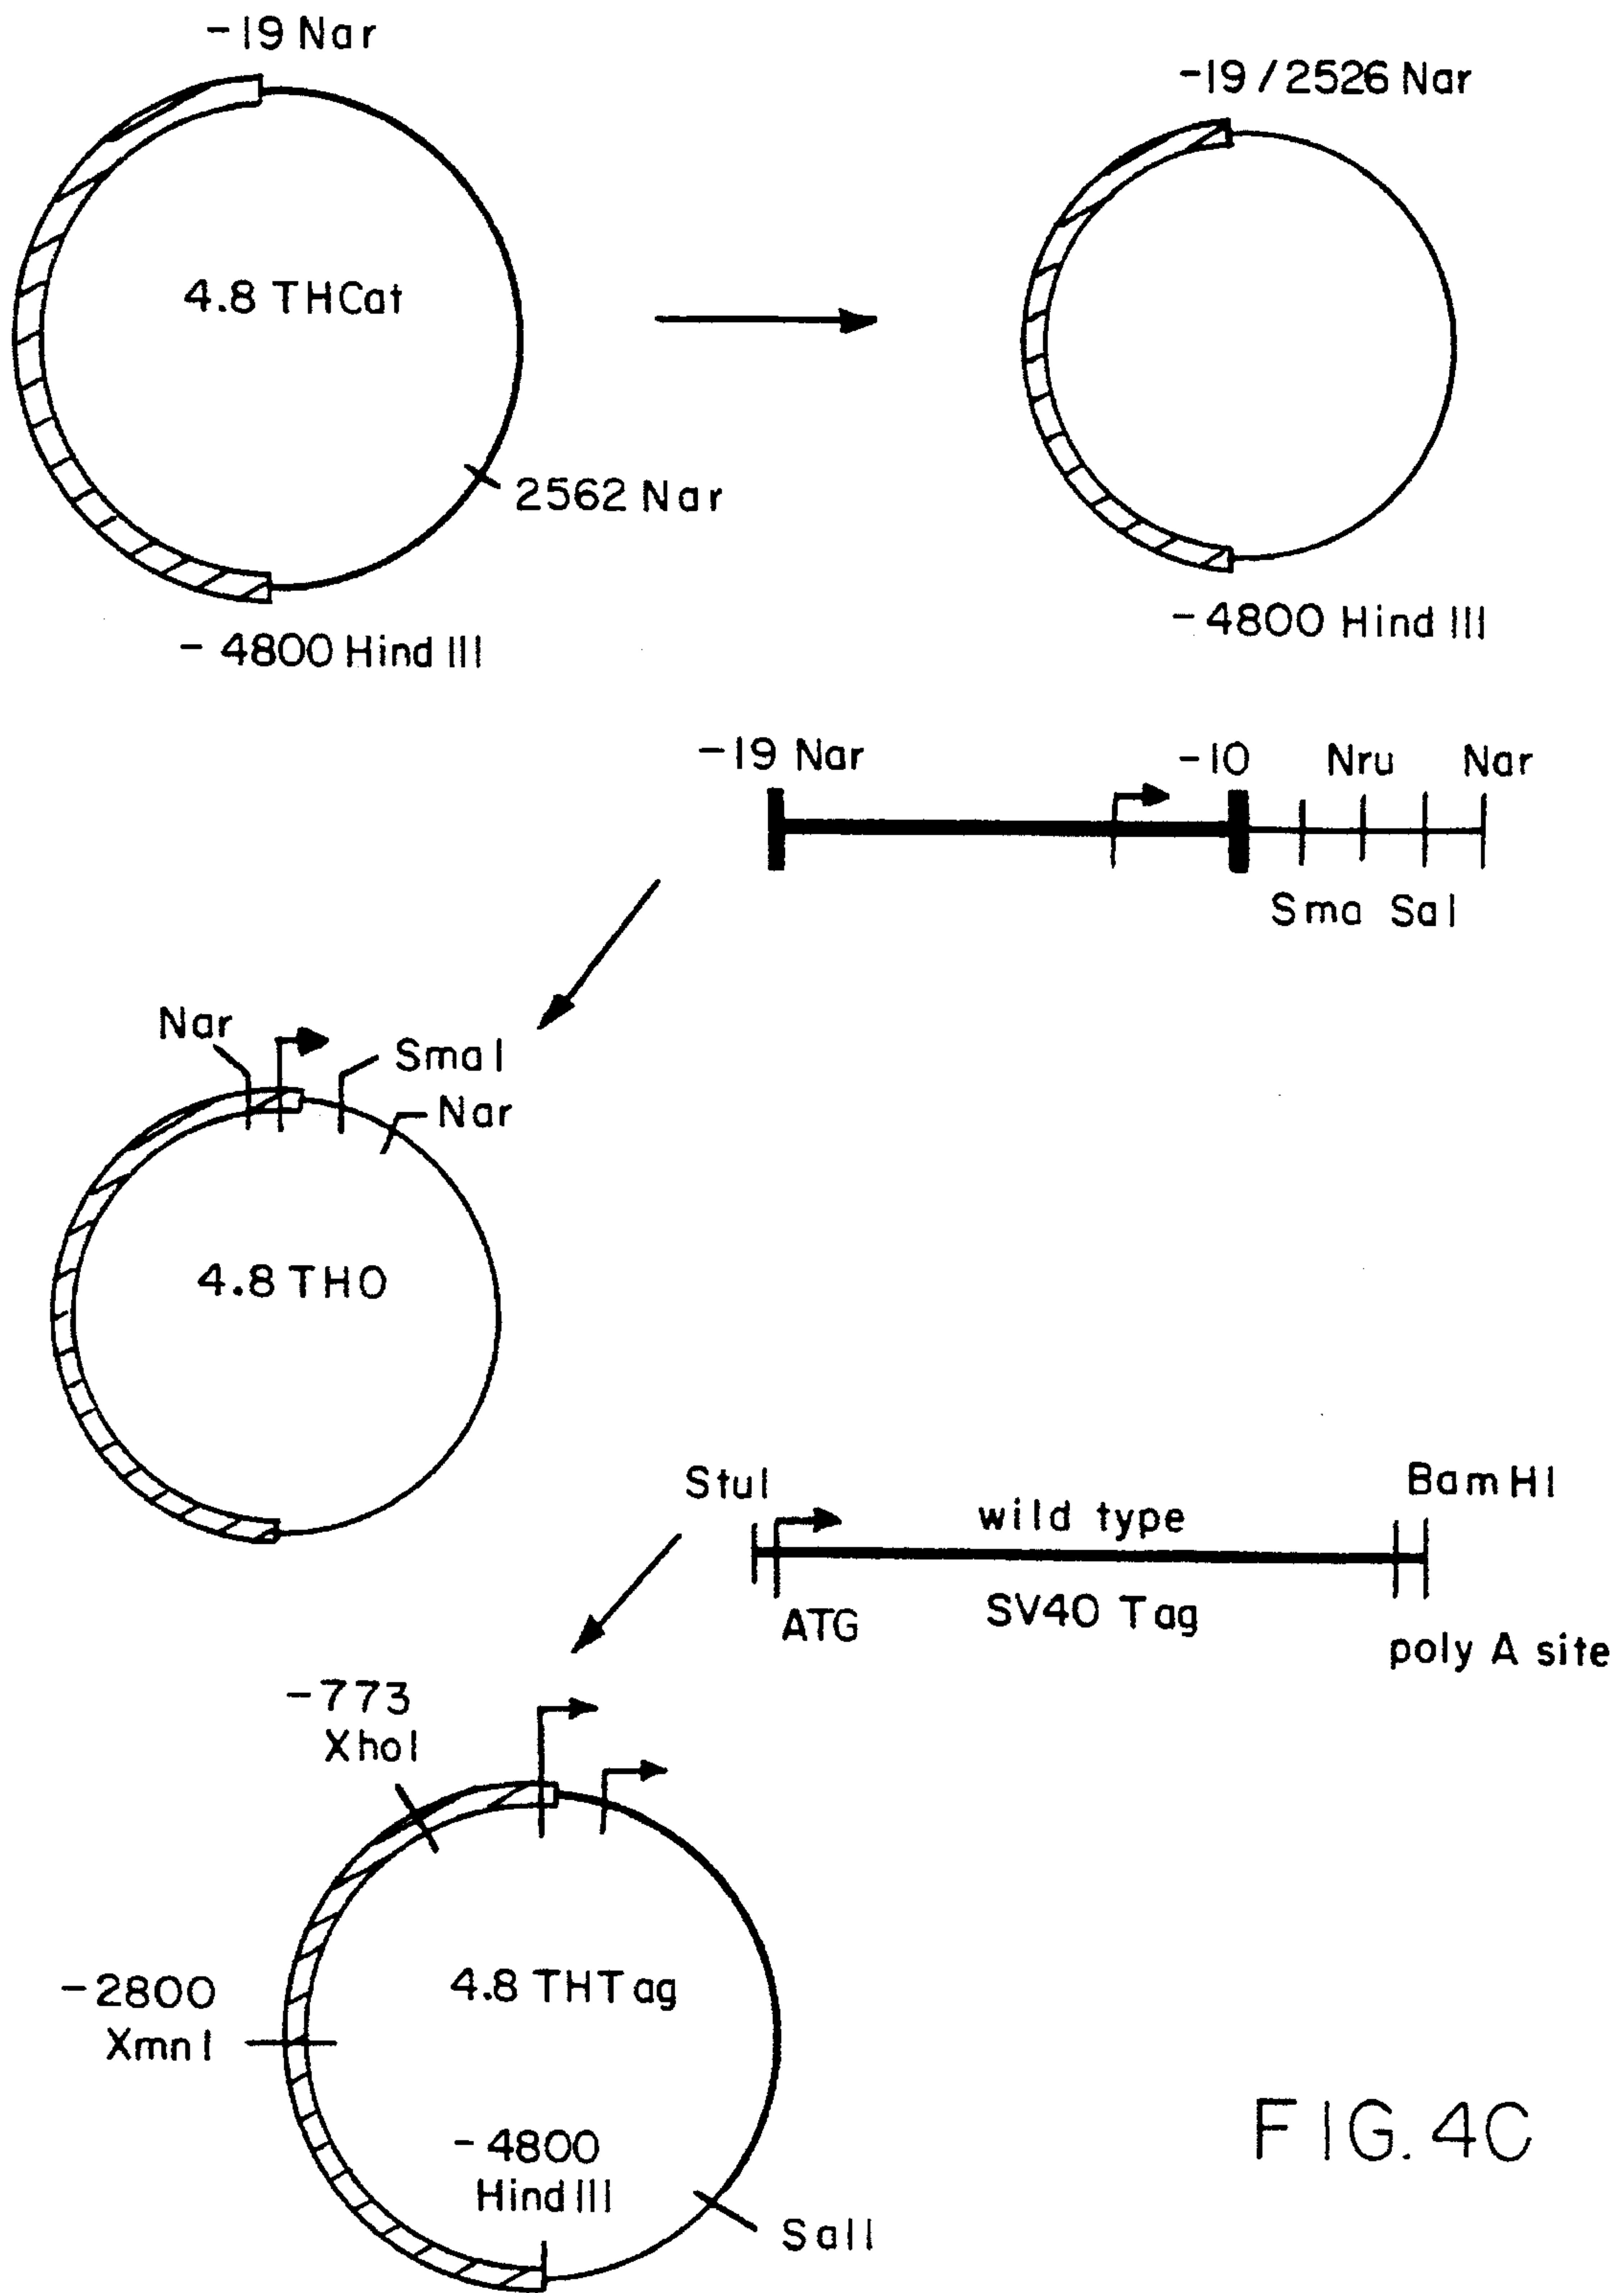 -19 Nar
-19/2526 Nar
4.8 THCat
2562 Nar
-4800 Hind III
-4800 Hind III
-19 Nar
-10
Nru
Nar
Sma
Sal
Nar
SmaI
Nar
4.8 THO
StuI
BamHI
wild type
ATG
SV40 Tag
poly A site
-773
XhoI
4.8 THTag
-2800
XmnI
-4800
Hind III
SalI
FIG. 4C